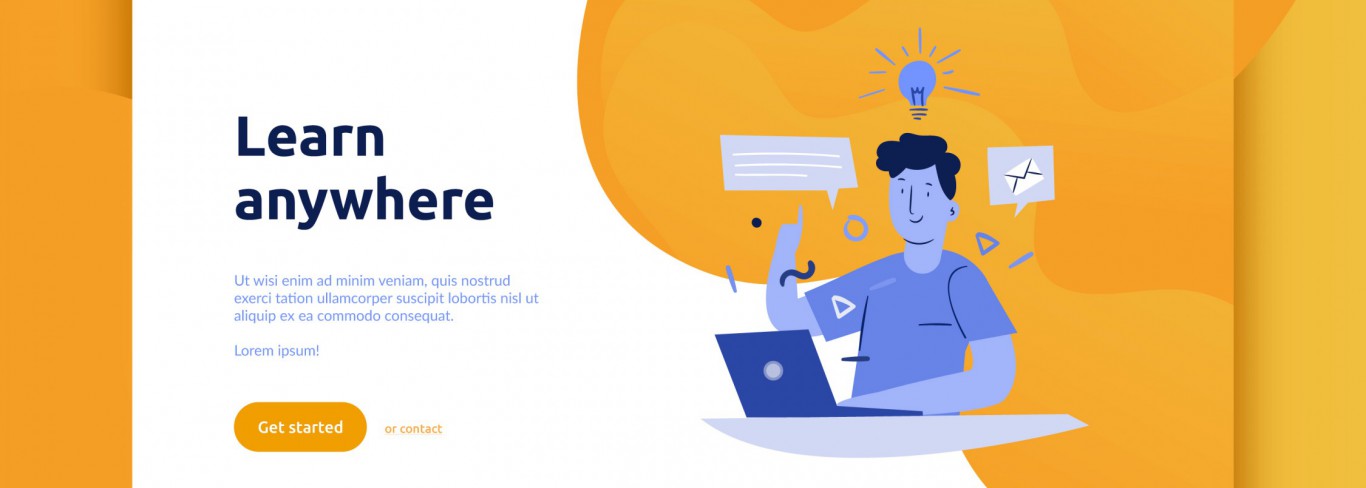 Learn
anywhere
Ut wisi enim ad minim veniam, quis nostrud
exerci tation ullamcorper suscipit lobortis nisl ut
aliquip ex ea commodo consequat.
Lorem ipsum!
Get started
or contact